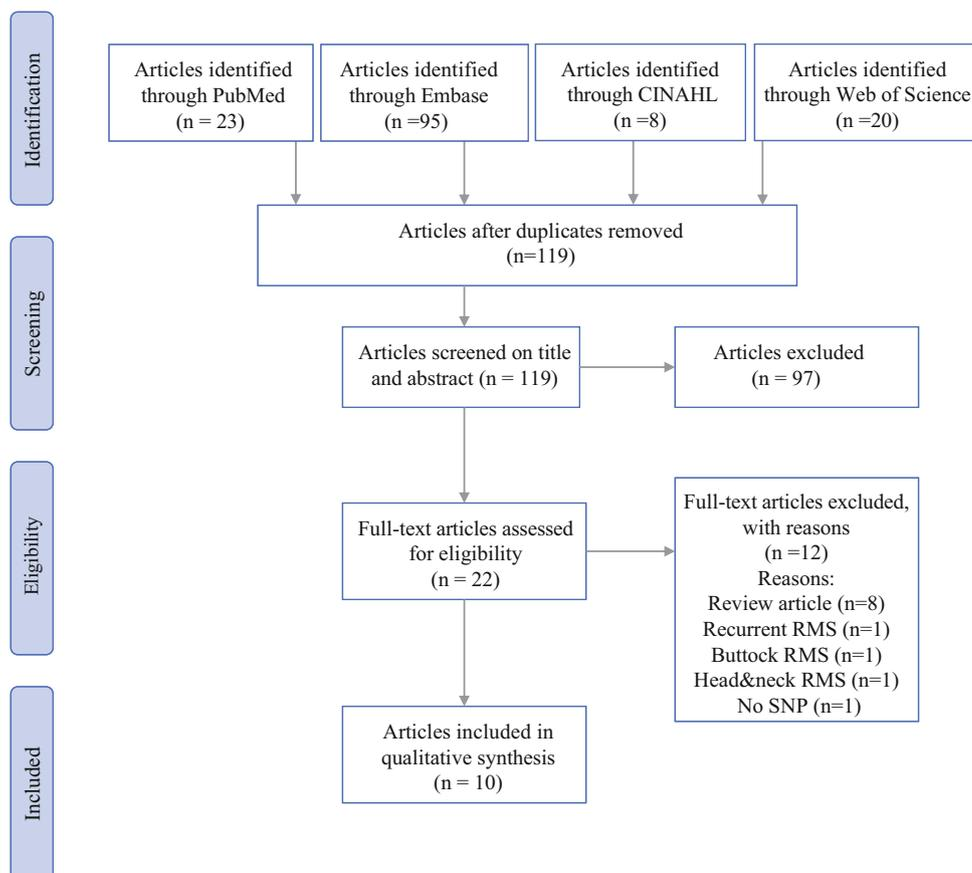 Identification
Articles identified
through PubMed
(n = 23)
Articles identified
through Embase
(n =95)
Articles identified
through CINAHL
(n =8)
Articles identified
through Web of Science
(n =20)
Articles after duplicates removed
(n=119)
Screening
Articles screened on title
and abstract (n = 119)
Articles excluded
(n = 97)
Eligibility
Full-text articles assessed
for eligibility
(n = 22)
Full-text articles excluded,
with reasons
(n =12)
Reasons:
Review article (n=8)
Recurrent RMS (n=1)
Buttock RMS (n=1)
Head&neck RMS (n=1)
No SNP (n=1)
Included
Articles included in
qualitative synthesis
(n = 10)